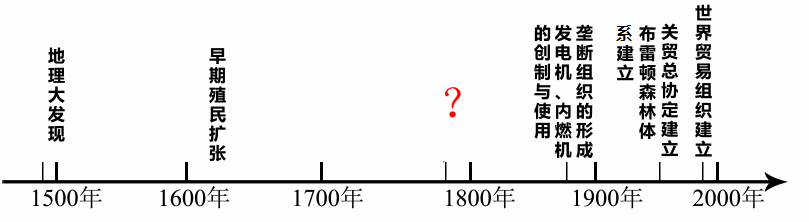 地理大发现
早期殖民扩张
？
发电机、内燃机
的创制与使用
垄断组织的形成
布雷顿森林体
系建立
关贸总协定建立
世界贸易组织建立
1500年
1600年
1700年
1800年
1900年
2000年